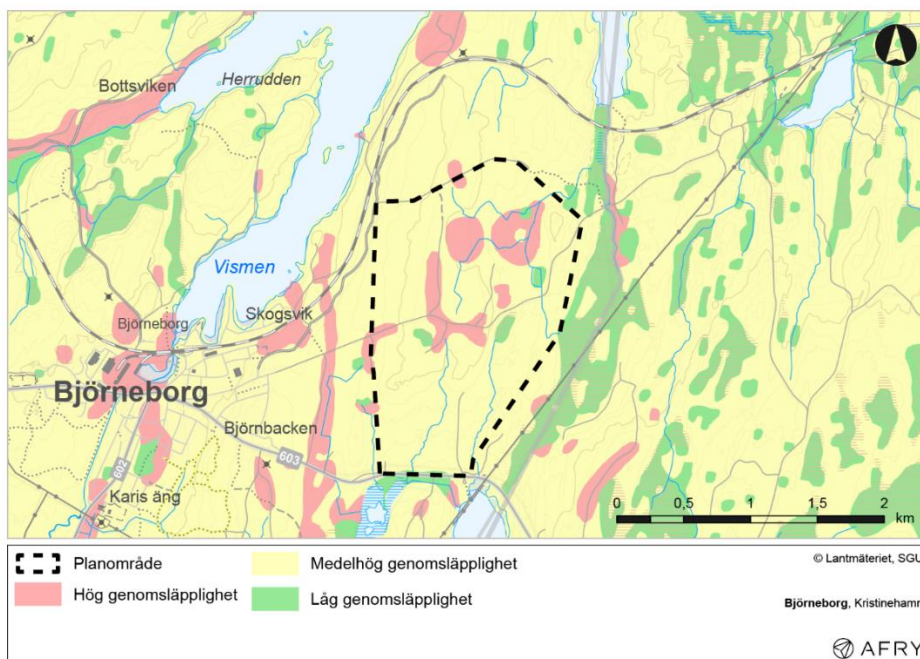 Bottsviken
Herrudden
Vismen
Björneborg
Skogsvik
Björneborg
Björnbacken
603
602
Karis äng
0 0,5 1 1,5 2
km
Planområde
Hög genomsläpplighet
Medelhög genomsläpplighet
Låg genomsläpplighet
© Lantmäteriet, SGU
Björneborg, Kristinehamn
AFRY